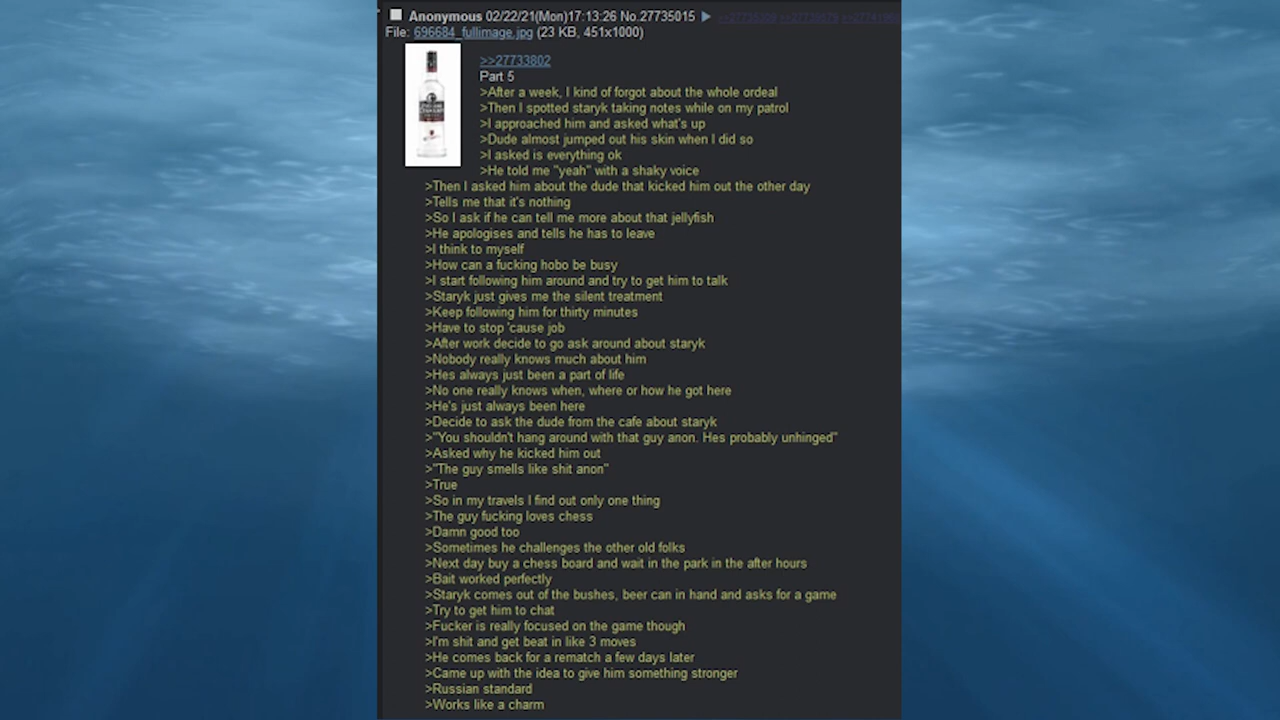 Anonymous 02/22/21(Mon)17:13:26 No.27735015
File: 696684_fullimage.jpg (23 KB, 451x1000)
>>27733802
Part 5
>After a week, I kind of forgot about the whole ordeal
>Then I spotted staryk taking notes while on my patrol
>I approached him and asked what's up
>Dude almost jumped out his skin when I did so
>I asked is everything ok
>He told me "yeah" with a shaky voice
>Then I asked him about the dude that kicked him out the other day
>Tells me that it's nothing
>So I ask if he can tell me more about that jellyfish
>He apologises and tells he has to leave
>I think to myself
>How can a fucking hobo be busy
>I start following him around and try to get him to talk
>Staryk just gives me the silent treatment
>Keep following him for thirty minutes
>Have to stop 'cause job
>After work decide to go ask around about staryk
>Nobody really knows much about him
>Hes always just been a part of life
>No one really knows when, where or how he got here
>He's just always been here
>Decide to ask the dude from the cafe about staryk
>"You shouldn't hang around with that guy anon. Hes probably unhinged"
>Asked why he kicked him out
>"The guy smells like shit anon"
>True
>So in my travels I find out only one thing
>The guy fucking loves chess
>Damn good too
>Sometimes he challenges the other old folks
>Next day buy a chess board and wait in the park in the after hours
>Bait worked perfectly
>Staryk comes out of the bushes, beer can in hand and asks for a game
>Try to get him to chat
>Fucker is really focused on the game though
>I'm shit and get beat in like 3 moves
>He comes back for a rematch a few days later
>Came up with the idea to give him something stronger
>Russian standard
>Works like a charm